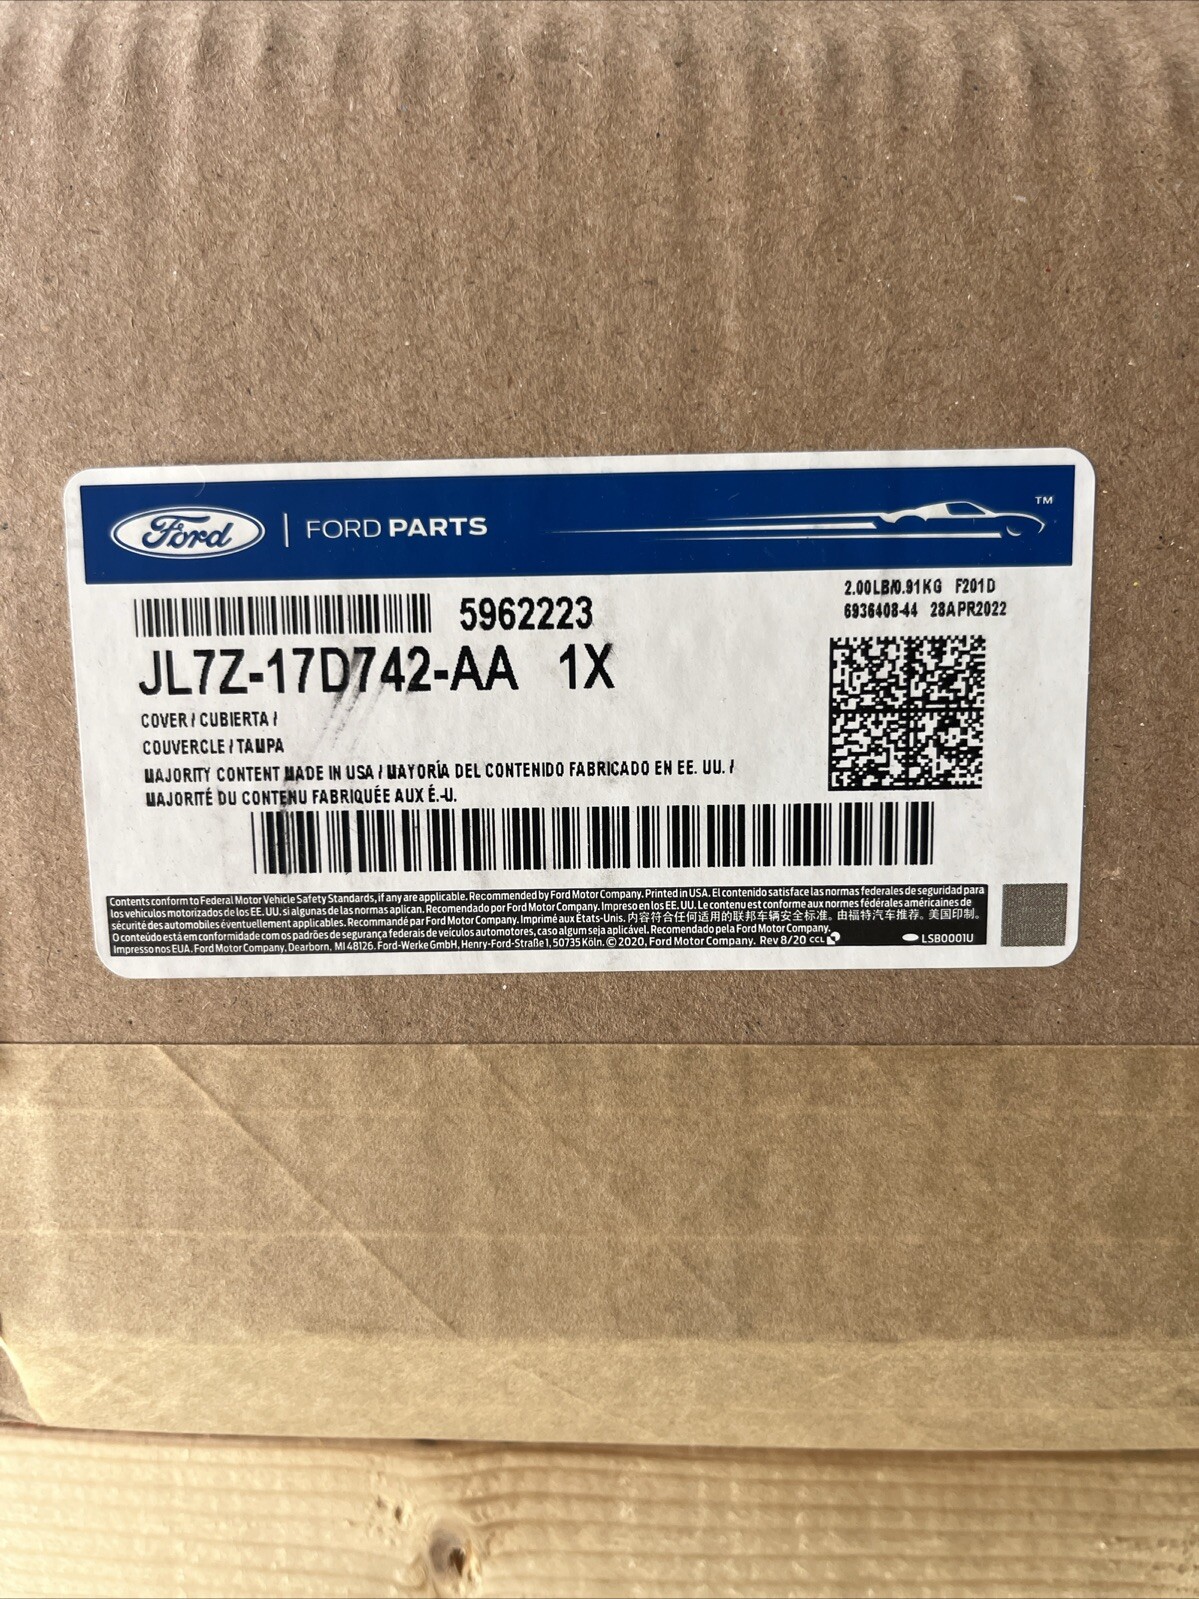 Ford | FORD PARTS
TM
5962223
2.00LB/0.91KG F201D
6936408-44 28APR2022
JL7Z-17D742-AA 1X
COVER / CUBIERTA /
COUVERCLE / TAMPA
MAJORITY CONTENT MADE IN USA / MAYORÍA DEL CONTENIDO FABRICADO EN EE. UU. /
MAJORITÉ DU CONTENU FABRIQUÉE AUX É.-U.
Contents conform to Federal Motor Vehicle Safety Standards, if any are applicable. Recommended by Ford Motor Company. Printed in USA. El contenido satisface las normas federales de seguridad para
los vehículos motorizados de los EE. UU. si algunas de las normas aplican. Recomendado por Ford Motor Company. Impreso en los EE. UU. Le contenu est conforme aux normes fédérales américaines de
sécurité des automobiles éventuellement applicables. Recommandé par Ford Motor Company. Imprimé aux États-Unis. 内容符合任何适用的联邦车辆安全标准。由福特汽车推荐。美国印制。
O conteúdo está em conformidade com os padrões de segurança federais de veículos automotores, caso algum seja aplicável. Recomendado pela Ford Motor Company.
Impresso nos EUA. Ford Motor Company, Dearborn, MI 48126. Ford-Werke GmbH, Henry-Ford-Straße 1, 50735 Köln. © 2020, Ford Motor Company. Rev 8/20 CCL
LSB0001U